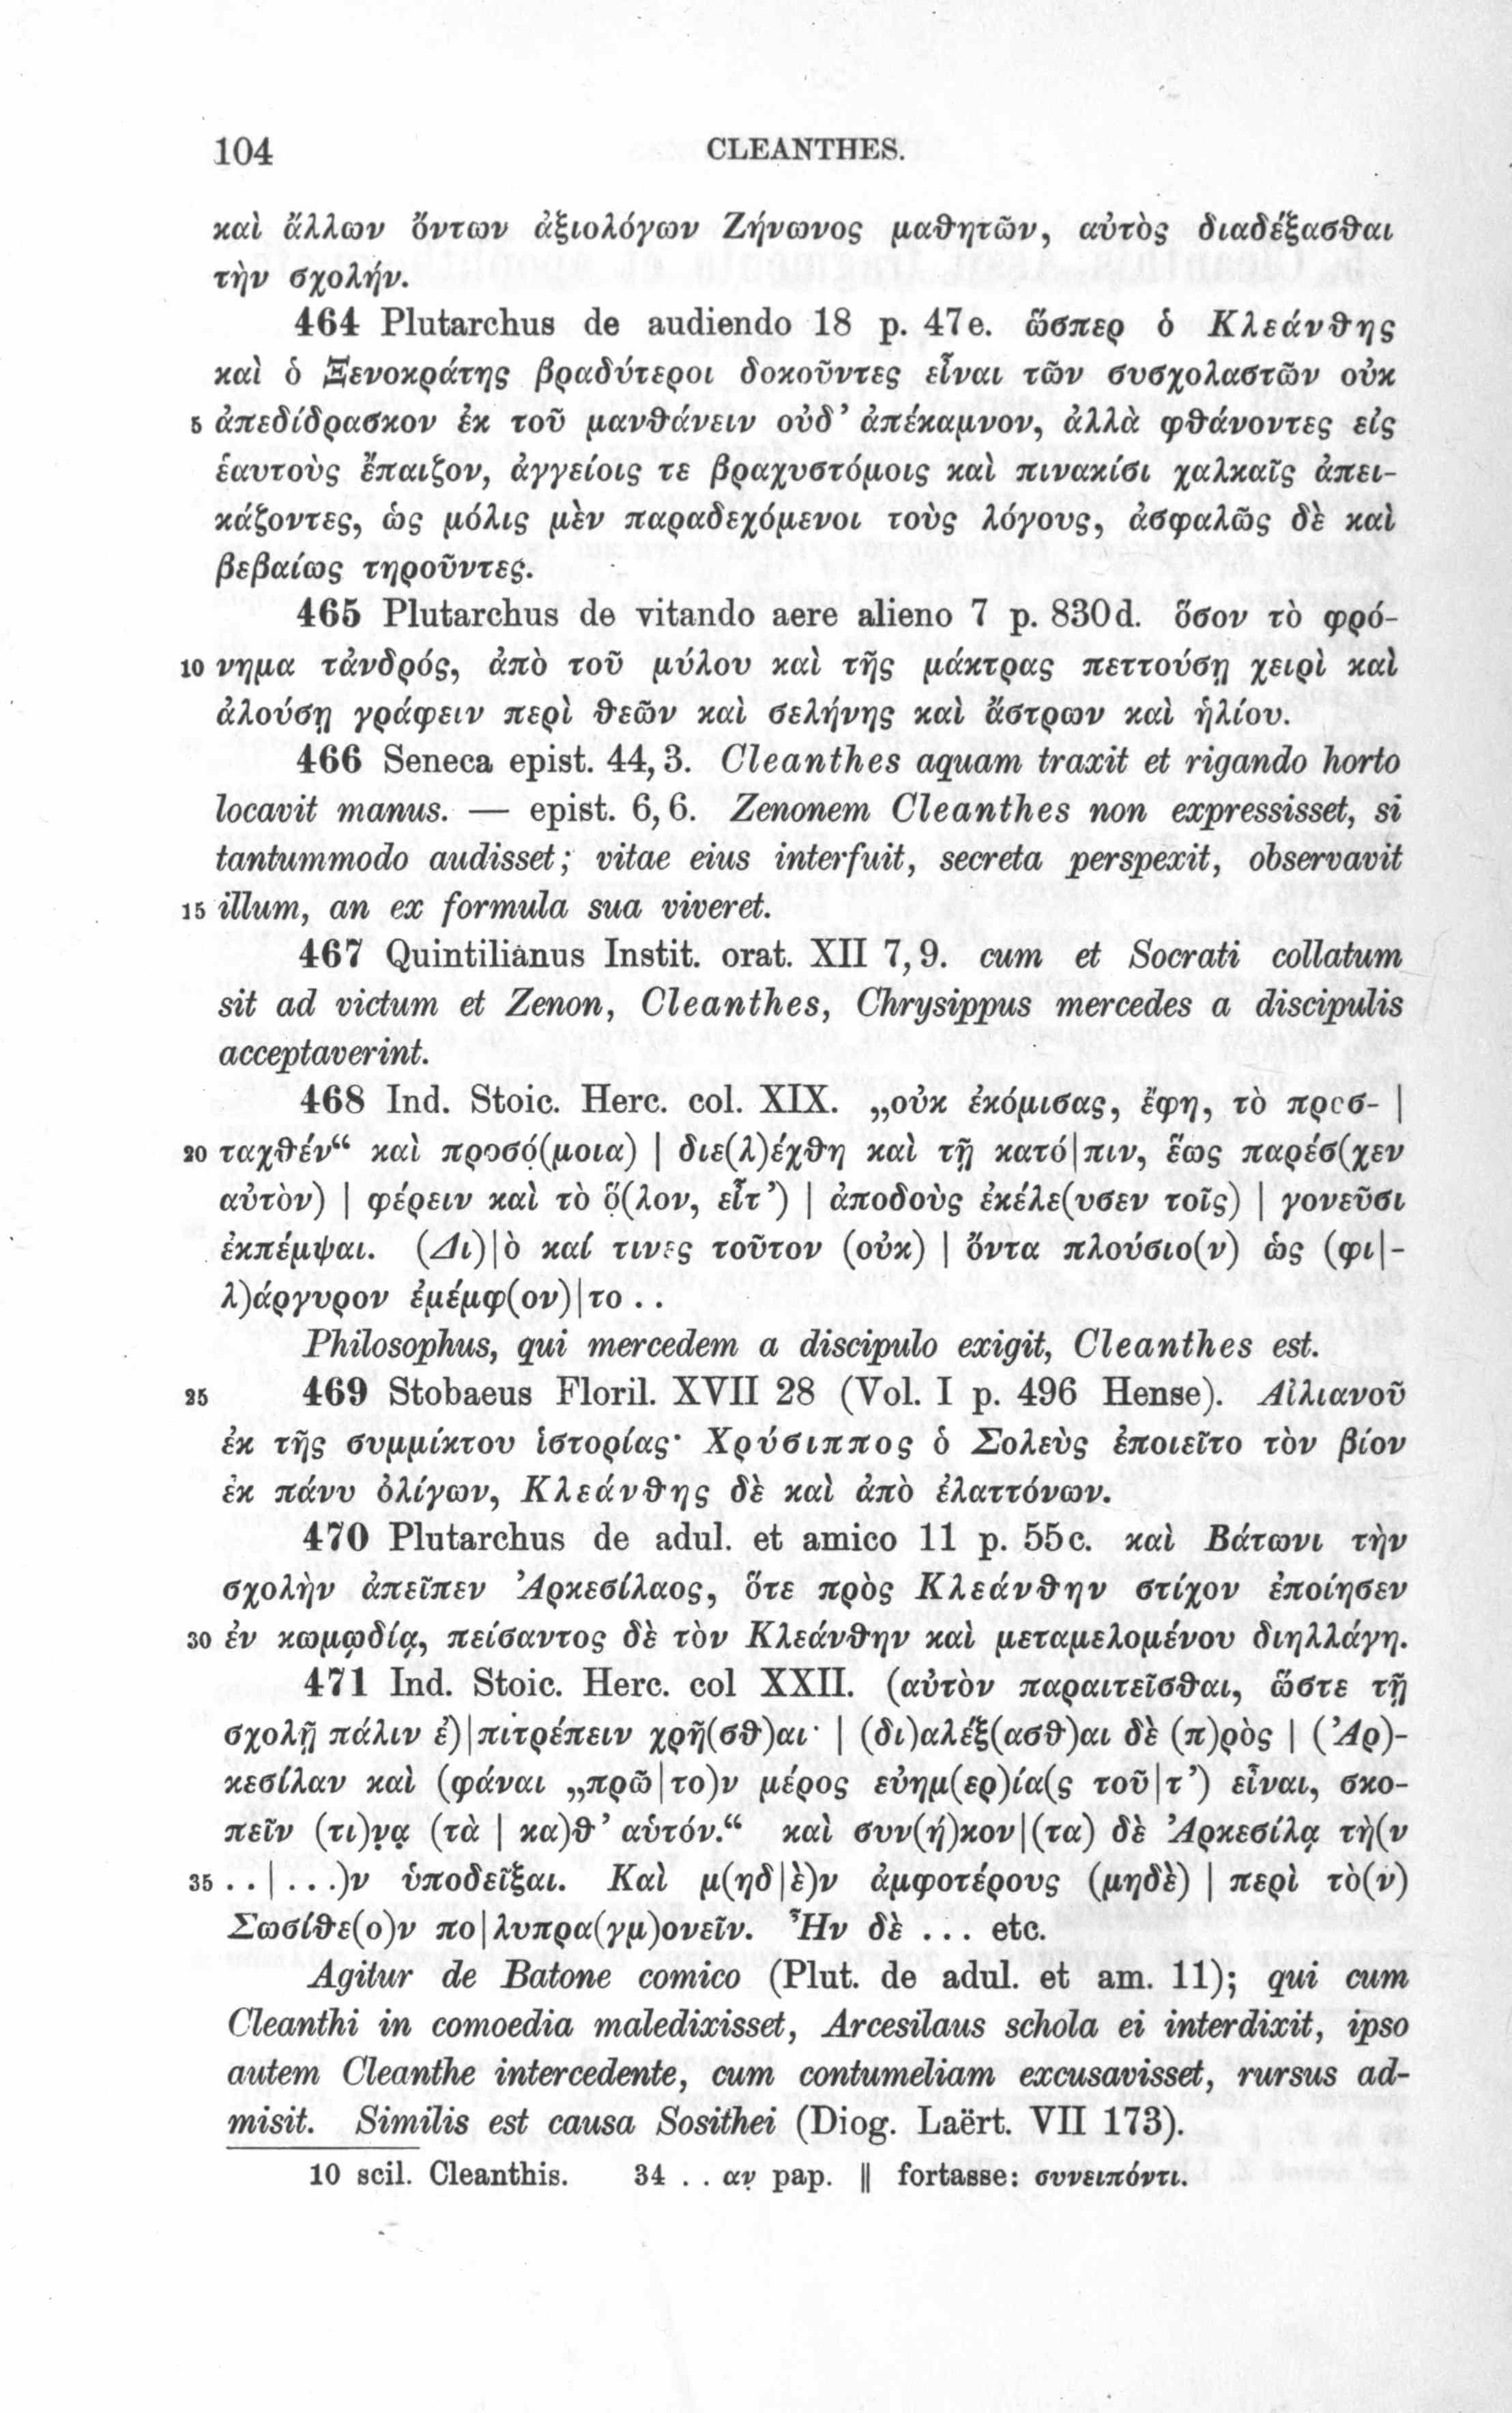 104 CLEANTHES.
καὶ ἄλλων ὄντων ἀξιολόγων Ζήνωνος μαθητῶν, αὐτὸς διαδέξασθαι
τὴν σχολήν.
464 Plutarchus de audiendo 18 p. 47e. ὥσπερ ὁ Κλεάνθης
καὶ ὁ Ξενοκράτης βραδύτεροι δοκοῦντες εἶναι τῶν συσχολαστῶν οὐκ
5 ἀπεδίδρασκον ἐκ τοῦ μανθάνειν οὐδ’ ἀπέκαμνον, ἀλλὰ φθάνοντες εἰς
ἑαυτοὺς ἔπαιζον, ἀγγείοις τε βραχυστόμοις καὶ πινακίσι χαλκαῖς ἀπει-
κάζοντες, ὡς μόλις μὲν παραδεχόμενοι τοὺς λόγους, ἀσφαλῶς δὲ καὶ
βεβαίως τηροῦντες.
465 Plutarchus de vitando aere alieno 7 p. 830d. ὅσον τὸ φρό-
10 νημα τἀνδρός, ἀπὸ τοῦ μύλου καὶ τῆς μάκτρας πεττούσῃ χειρὶ καὶ
ἀλούσῃ γράφειν περὶ θεῶν καὶ σελήνης καὶ ἄστρων καὶ ἡλίου.
466 Seneca epist. 44, 3. Cleanthes aquam traxit et rigando horto
locavit manus. — epist. 6, 6. Zenonem Cleanthes non expressisset, si
tantummodo audisset; vitae eius interfuit, secreta perspexit, observavit
15 illum, an ex formula sua viveret.
467 Quintilianus Instit. orat. XII 7, 9. cum et Socrati collatum
sit ad victum et Zenon, Cleanthes, Chrysippus mercedes a discipulis
acceptaverint.
468 Ind. Stoic. Herc. col. XIX. „οὐκ ἐκόμισας, ἔφη, τὸ προσ- |
20 ταχθέν“ καὶ προσό̣(μοια) | διε(λ)έχθη καὶ τῇ κατό|πιν, ἕως παρέσ(χεν
αὐτὸν) | φέρειν καὶ τὸ ὅ̣(λον, εἶτ’) | ἀποδοὺς ἐκέλε(υσεν τοῖς) | γονεῦσι
ἐκπέμψαι. (Δι)|ὸ καί τινες τοῦτον (οὐκ) | ὄντα πλούσιο(ν) ὡς (φι|-
λ)άργυρον ἐμέμφ(ον)|το . .
Philosophus, qui mercedem a discipulo exigit, Cleanthes est.
25 469 Stobaeus Floril. XVII 28 (Vol. I p. 496 Hense). Αἰλιανοῦ
ἐκ τῆς συμμίκτου ἱστορίας· Χρύσιππος ὁ Σολεὺς ἐποιεῖτο τὸν βίον
ἐκ πάνυ ὀλίγων, Κλεάνθης δὲ καὶ ἀπὸ ἐλαττόνων.
470 Plutarchus de adul. et amico 11 p. 55c. καὶ Βάτωνι τὴν
σχολὴν ἀπεῖπεν Ἀρκεσίλαος, ὅτε πρὸς Κλεάνθην στίχον ἐποίησεν
30 ἐν κωμῳδίᾳ, πείσαντος δὲ τὸν Κλεάνθην καὶ μεταμελομένου διηλλάγη.
471 Ind. Stoic. Herc. col XXII. (αὐτὸν παραιτεῖσθαι, ὥστε τῇ
σχολῇ πάλιν ἐ)|πιτρέπειν χρῆ(σθ)αι· | (δι)αλέξ(ασθ)αι δὲ (π)ρὸς | (Ἀρ)-
κεσίλαν καὶ (φάναι „πρῶ|το)ν μέρος εὐημ(ερ)ία(ς τοῦ|τ’) εἶναι, σκο-
πεῖν (τι)ν̣α̣ (τὰ | κα)θ’ αὑτόν.“ καὶ συν(ή)κον|(τα) δὲ Ἀρκεσίλᾳ τὴ(ν
35 . . | . . .)ν ὑποδεῖξαι. Καὶ μ(ηδ|ὲ)ν ἀμφοτέρους (μηδὲ) | περὶ τὸ(ν)
Σωσίθε(ο)ν πο|λυπρα(γμ)ονεῖν. Ἦν δὲ ... etc.
Agitur de Batone comico (Plut. de adul. et am. 11); qui cum
Cleanthi in comoedia maledixisset, Arcesilaus schola ei interdixit, ipso
autem Cleanthe intercedente, cum contumeliam excusavisset, rursus ad-
misit. Similis est causa Sosithei (Diog. Laërt. VII 173).
10 scil. Cleanthis. 34 . . αν̣ pap. || fortasse: συνειπόντι.